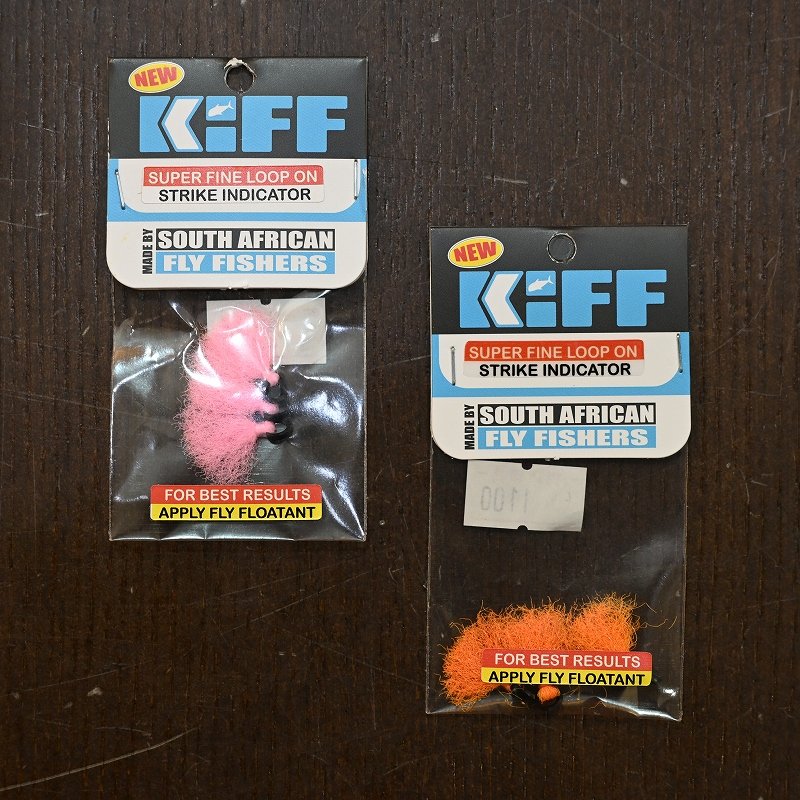 NEW
KiFF
SUPER FINE LOOP ON
STRIKE INDICATOR
MADE BY
SOUTH AFRICAN
FLY FISHERS
FOR BEST RESULTS
APPLY FLY FLOATANT
NEW
KiFF
SUPER FINE LOOP ON
STRIKE INDICATOR
MADE BY
SOUTH AFRICAN
FLY FISHERS
1100
FOR BEST RESULTS
APPLY FLY FLOATANT